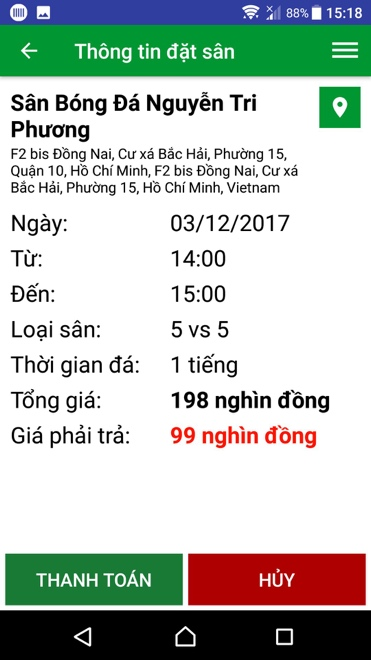 88% 15:18
Thông tin đặt sân
Sân Bóng Đá Nguyễn Tri
Phương
F2 bis Đồng Nai, Cư xá Bắc Hải, Phường 15,
Quận 10, Hồ Chí Minh, F2 bis Đồng Nai, Cư xá
Bắc Hải, Phường 15, Hồ Chí Minh, Vietnam
Ngày: 03/12/2017
Từ: 14:00
Đến: 15:00
Loại sân: 5 vs 5
Thời gian đá: 1 tiếng
Tổng giá: 198 nghìn đồng
Giá phải trả: 99 nghìn đồng
THANH TOÁN HỦY